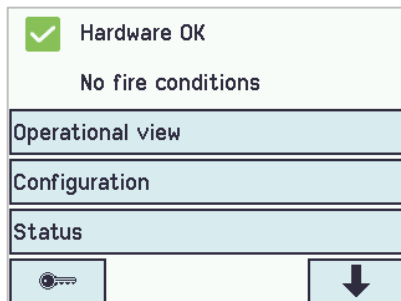 Hardware OK
No fire conditions
Operational view
Configuration
Status